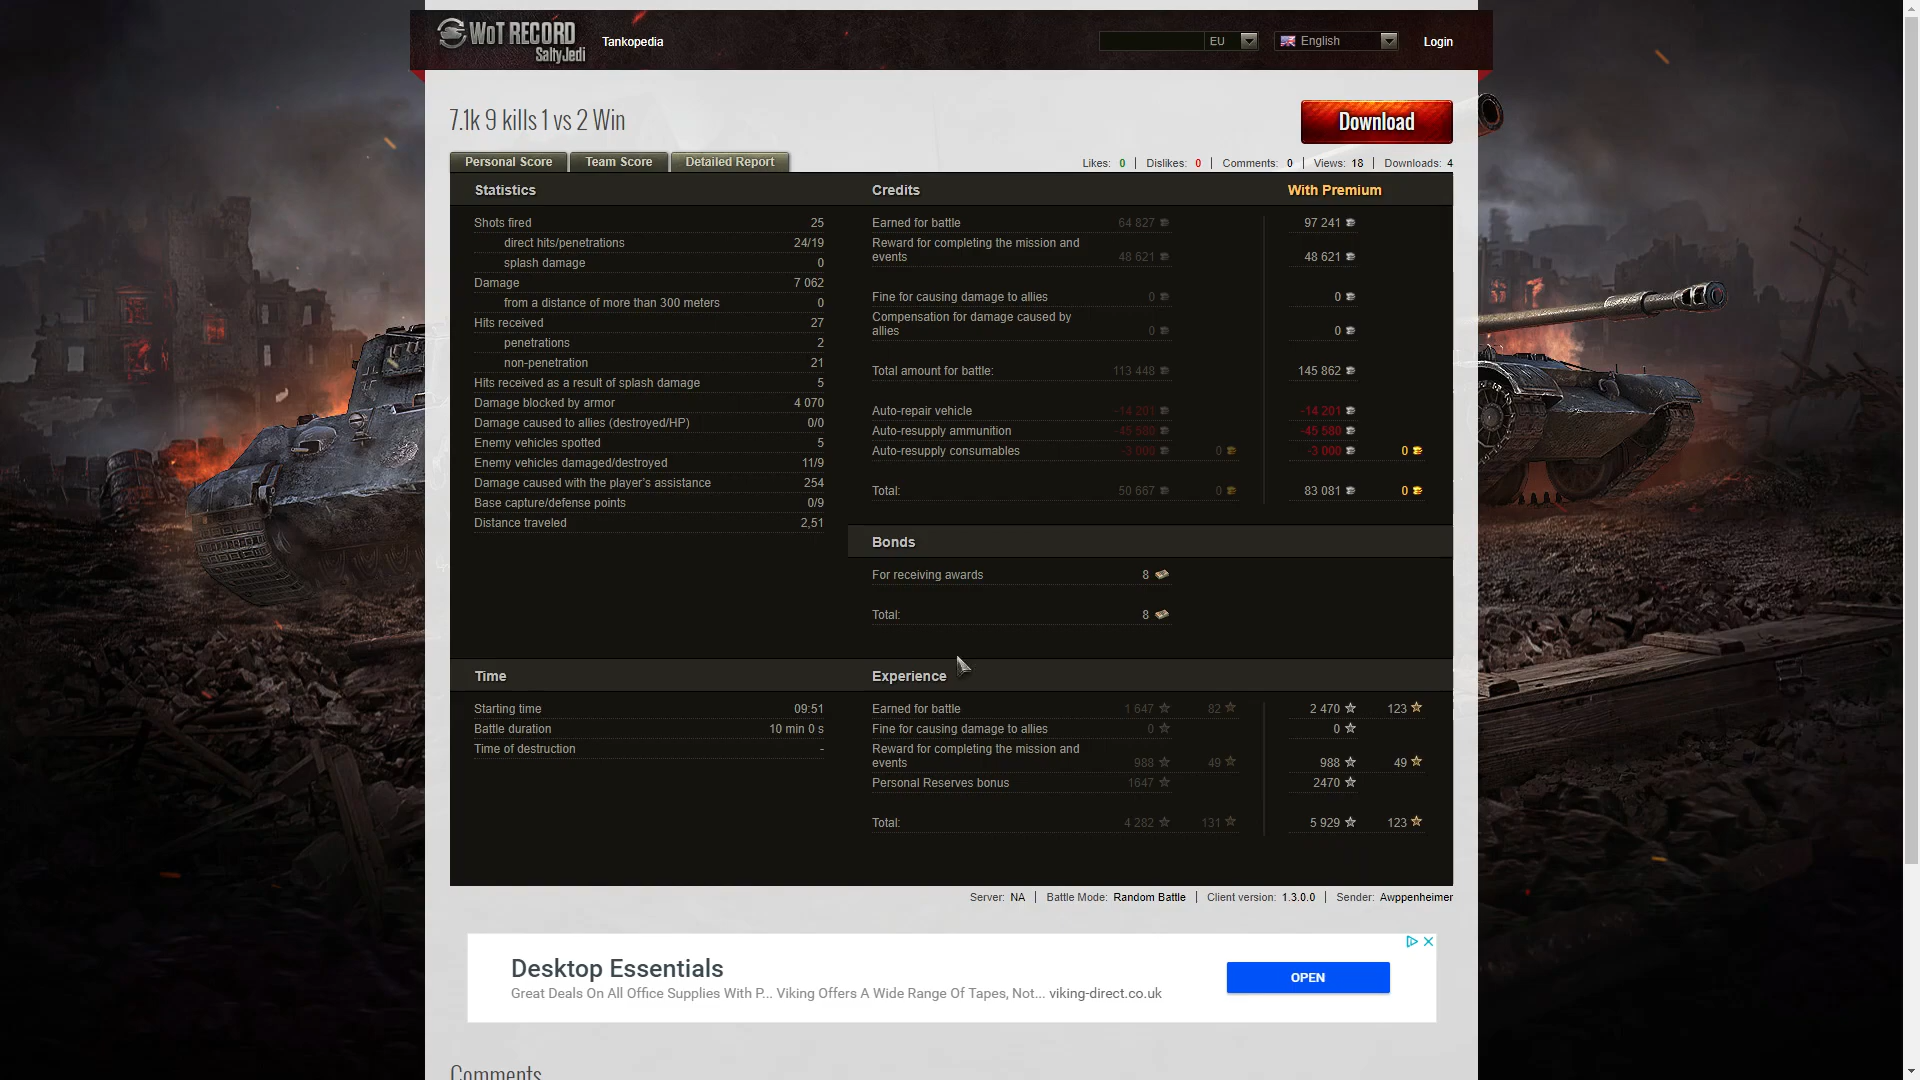 WoT RECORD
SaltyJedi
Tankopedia
EU
English
Login
7.1k 9 kills 1 vs 2 Win
Download
Personal Score
Team Score
Detailed Report
Likes: 0 | Dislikes: 0 | Comments: 0 | Views: 18 | Downloads: 4
Statistics
Shots fired 25
direct hits/penetrations 24/19
splash damage 0
Damage 7 062
from a distance of more than 300 meters 0
Hits received 27
penetrations 2
non-penetration 21
Hits received as a result of splash damage 5
Damage blocked by armor 4 070
Damage caused to allies (destroyed/HP) 0/0
Enemy vehicles spotted 5
Enemy vehicles damaged/destroyed 11/9
Damage caused with the player's assistance 254
Base capture/defense points 0/9
Distance traveled 2,51
Credits With Premium
Earned for battle 64 827 97 241
Reward for completing the mission and
events 48 621 48 621
Fine for causing damage to allies 0 0
Compensation for damage caused by
allies 0 0
Total amount for battle: 113 448 145 862
Auto-repair vehicle -14 201 -14 201
Auto-resupply ammunition -45 580 -45 580
Auto-resupply consumables -3 000 0 -3 000 0
Total: 50 667 0 83 081 0
Bonds
For receiving awards 8
Total: 8
Time
Starting time 09:51
Battle duration 10 min 0 s
Time of destruction -
Experience
Earned for battle 1 647 82 2 470 123
Fine for causing damage to allies 0 0
Reward for completing the mission and
events 988 49 988 49
Personal Reserves bonus 1647 2470
Total: 4 282 131 5 929 123
Server: NA | Battle Mode: Random Battle | Client version: 1.3.0.0 | Sender: Awppenheimer
Desktop Essentials
Great Deals On All Office Supplies With P... Viking Offers A Wide Range Of Tapes, Not... viking-direct.co.uk
OPEN
Comments